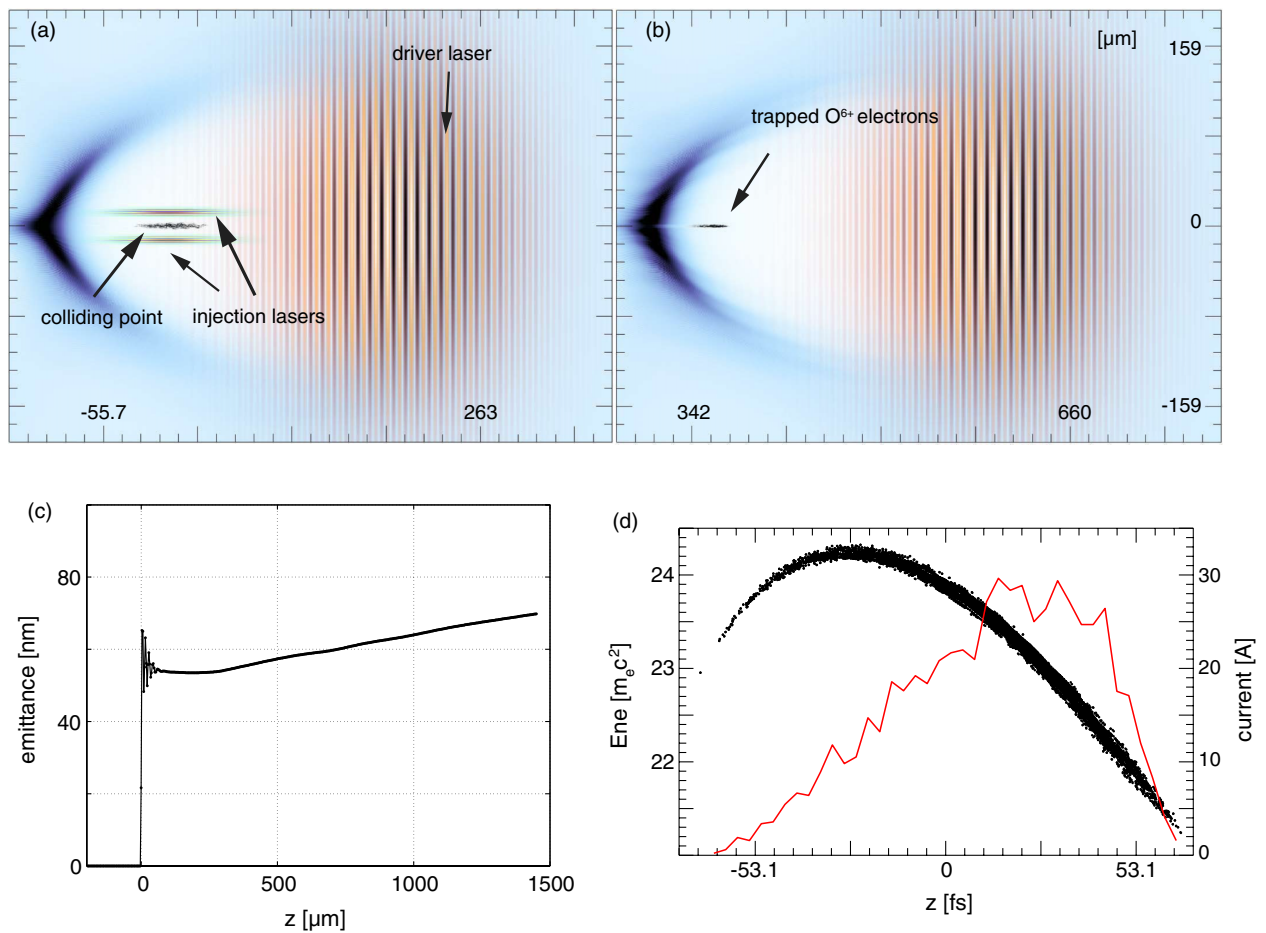 (a)
driver laser
colliding point
injection lasers
-55.7
263
(b)
[µm]
159
trapped O⁶⁺ electrons
0
342
660
-159
(c)
80
40
0
emittance [nm]
0
500
1000
1500
z [µm]
(d)
24
23
22
Ene [mₑc²]
30
20
10
0
current [A]
-53.1
0
53.1
z [fs]